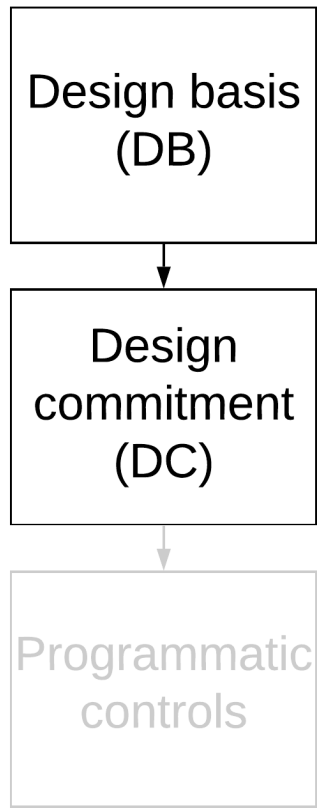 Design basis
(DB)
Design
commitment
(DC)
Programmatic
controls